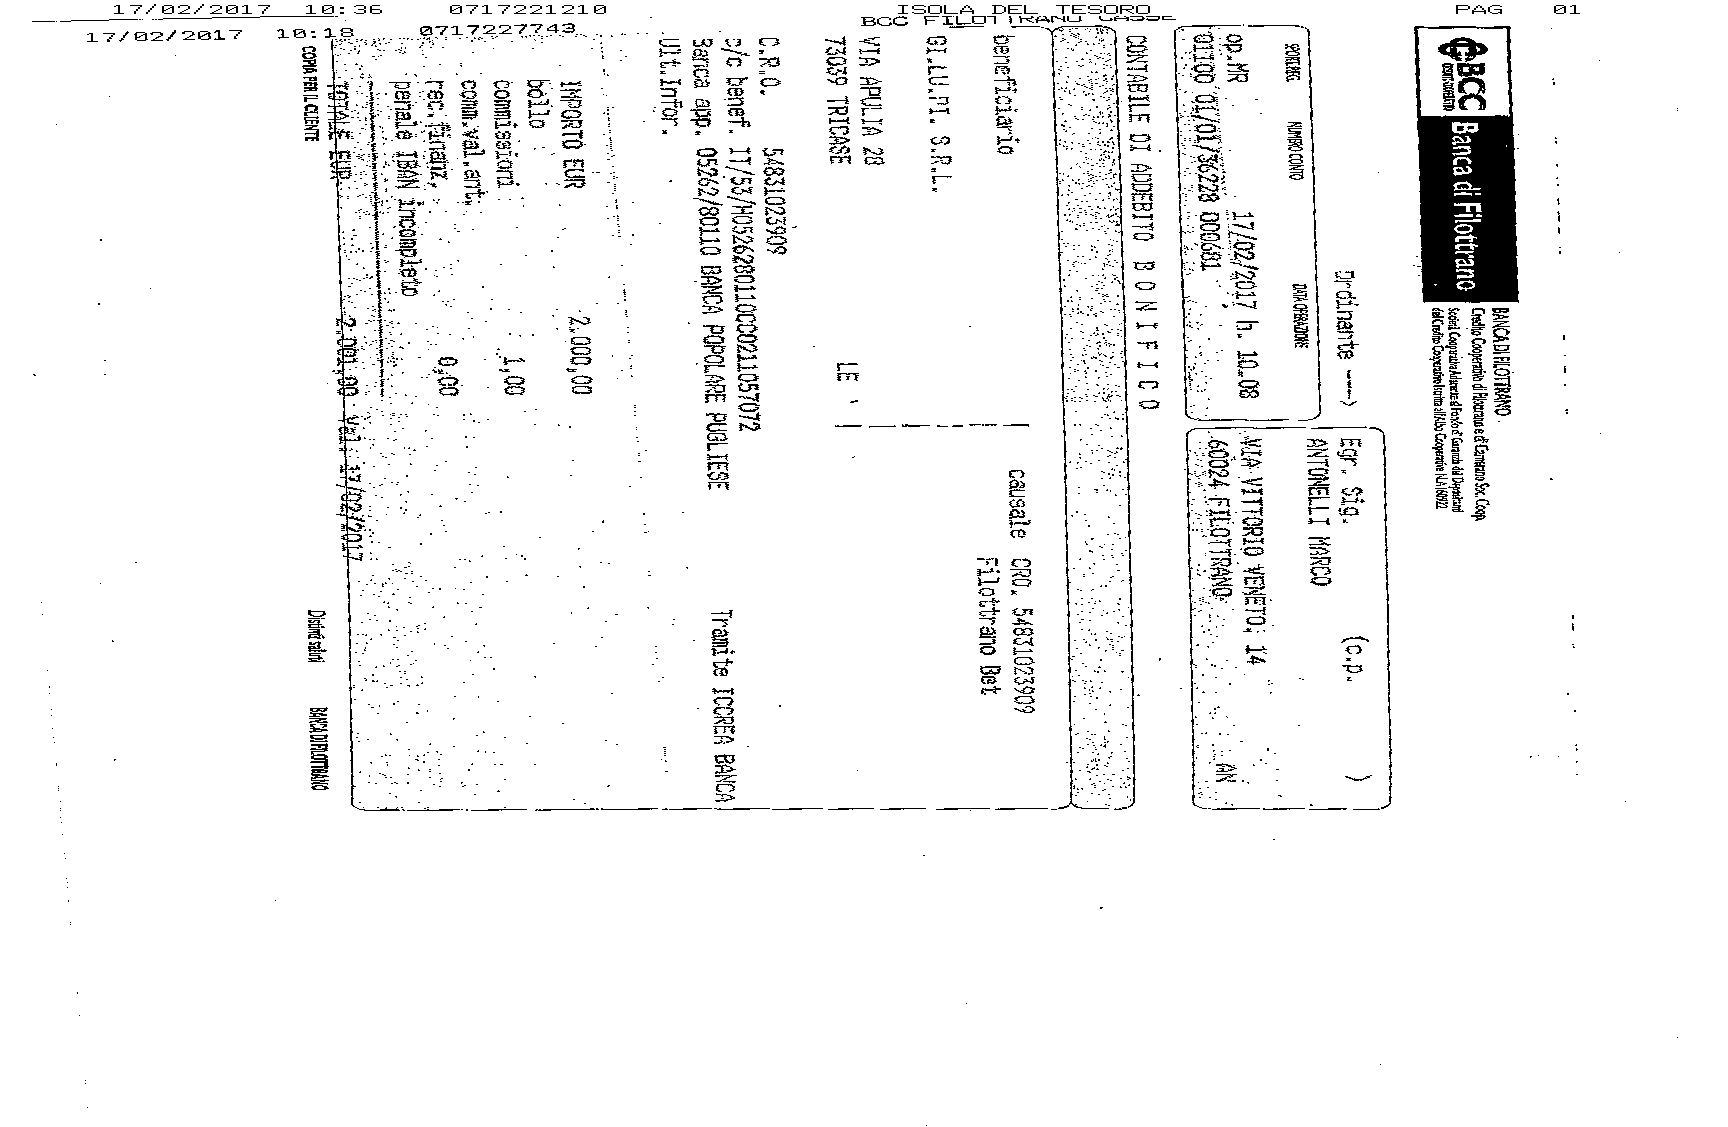 17/02/2017 10:36 0717221210 ISOLA DEL TESORO PAG 01
17/02/2017 10:18 0717227743 BCC FILOTTRANO CASSE
BCC Banca di Filottrano
CREDITO COOPERATIVO
BANCA DI FILOTTRANO
Credito Cooperativo di Filottrano e di Camerano Soc. Coop.
Società Cooperativa Aderente al Fondo di Garanzia dei Depositanti
del Credito Cooperativo Iscritta all'Albo Cooperative
Ordinante --->
Egr. Sig. (c.p. )
ANTONELLI MARCO
VIA VITTORIO VENETO, 14
60024 FILOTTRANO AN
NUMERO CONTO DATA OPERAZIONE
op.MR 17/02/2017 h. 10.08
01100 01/01/36228 000681
CONTABILE DI ADDEBITO B O N I F I C O
beneficiario
causale CRO. 54831023909
Filottrano Bet
GI.LU.PI. S.R.L.
VIA APULIA 28
73039 TRICASE LE
C.R.O. 54831023909
c/c benef. IT/53/H0526280110CC0211057072
Banca app. 05262/80110 BANCA POPOLARE PUGLIESE Tramite ICCREA BANCA
Ult.Infor.
IMPORTO EUR 2.000,00
bollo
commissioni 1,00
comm.val.ant.
rec.finanz. 0,00
penale IBAN incompleto
TOTALE EUR 2.001,00 Val. 17/02/2017
COPIA PER IL CLIENTE Distinti saluti BANCA DI FILOTTRANO